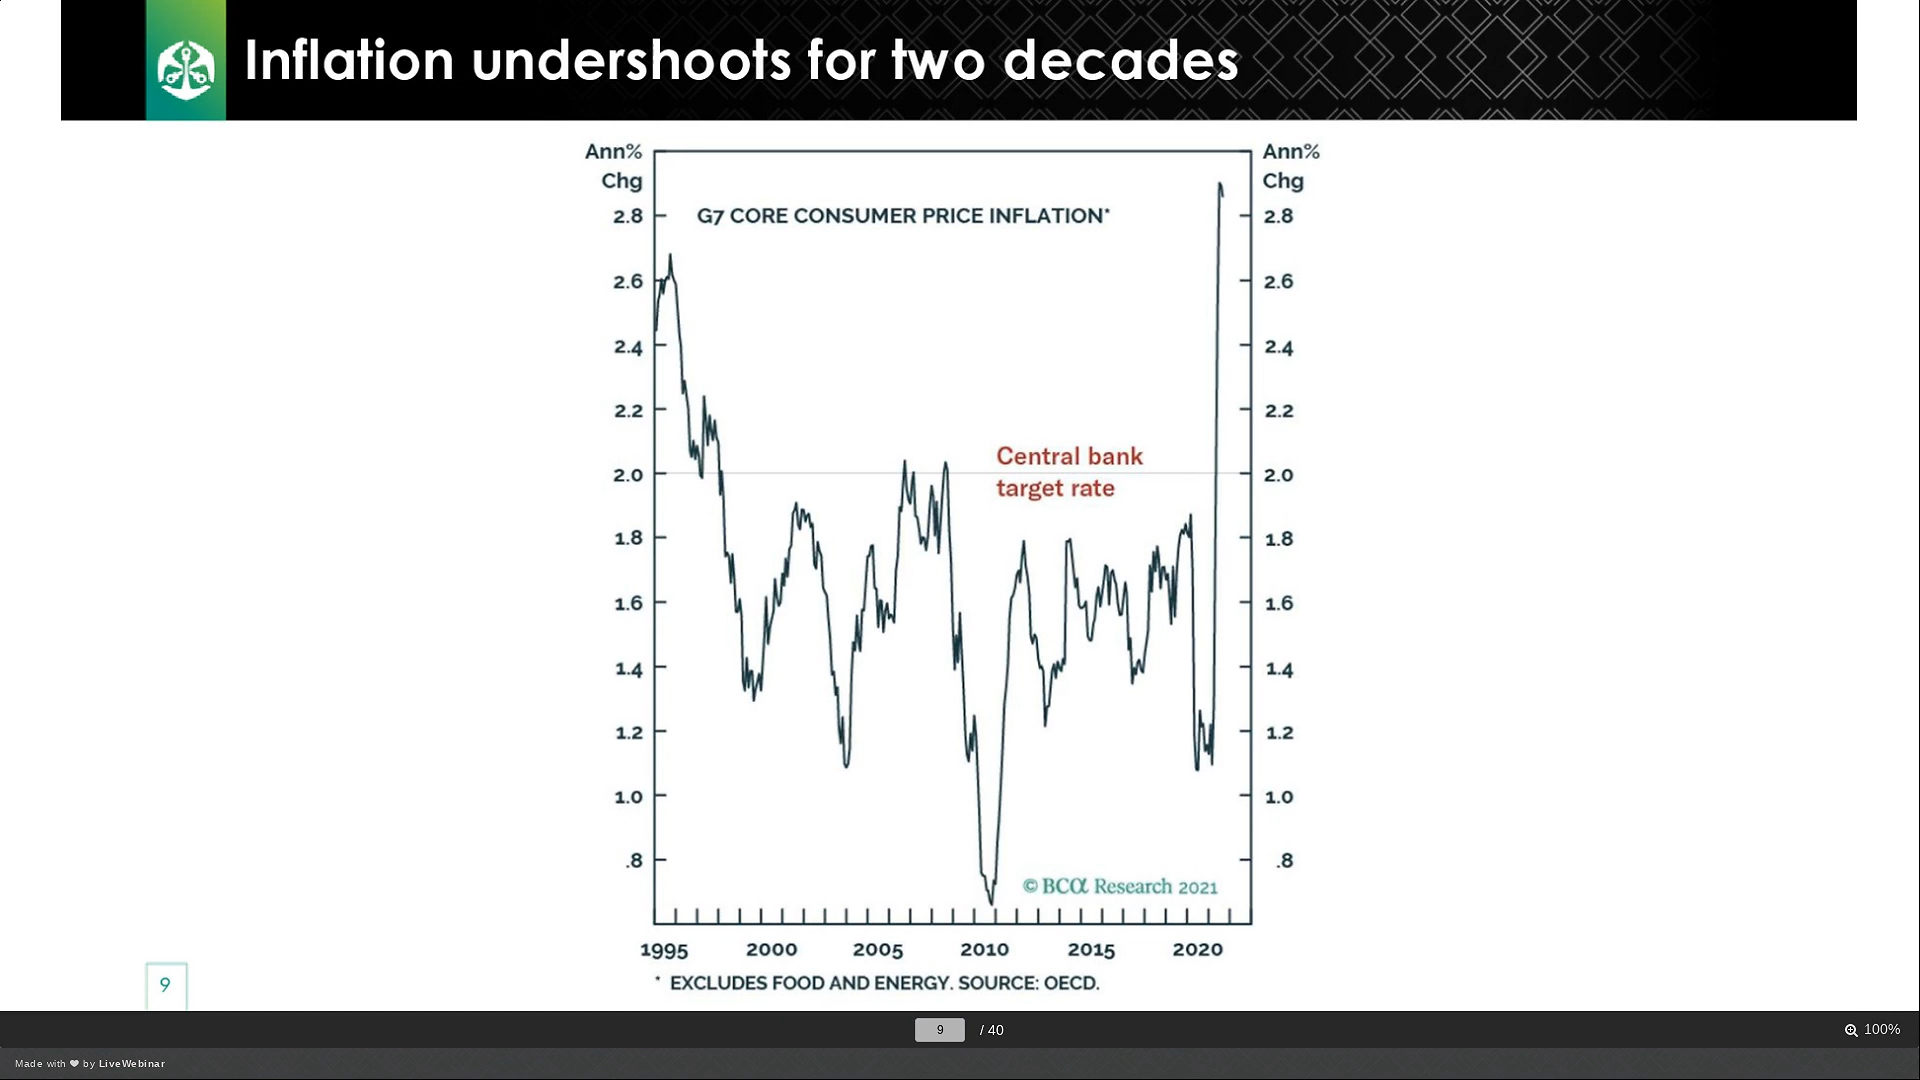 Inflation undershoots for two decades
Ann%
Chg
Ann%
Chg
G7 CORE CONSUMER PRICE INFLATION*
2.8
2.6
2.4
2.2
2.0
1.8
1.6
1.4
1.2
1.0
.8
2.8
2.6
2.4
2.2
2.0
1.8
1.6
1.4
1.2
1.0
.8
Central bank
target rate
© BCα Research 2021
1995 2000 2005 2010 2015 2020
* EXCLUDES FOOD AND ENERGY. SOURCE: OECD.
9
9 / 40
100%
Made with ❤ by LiveWebinar